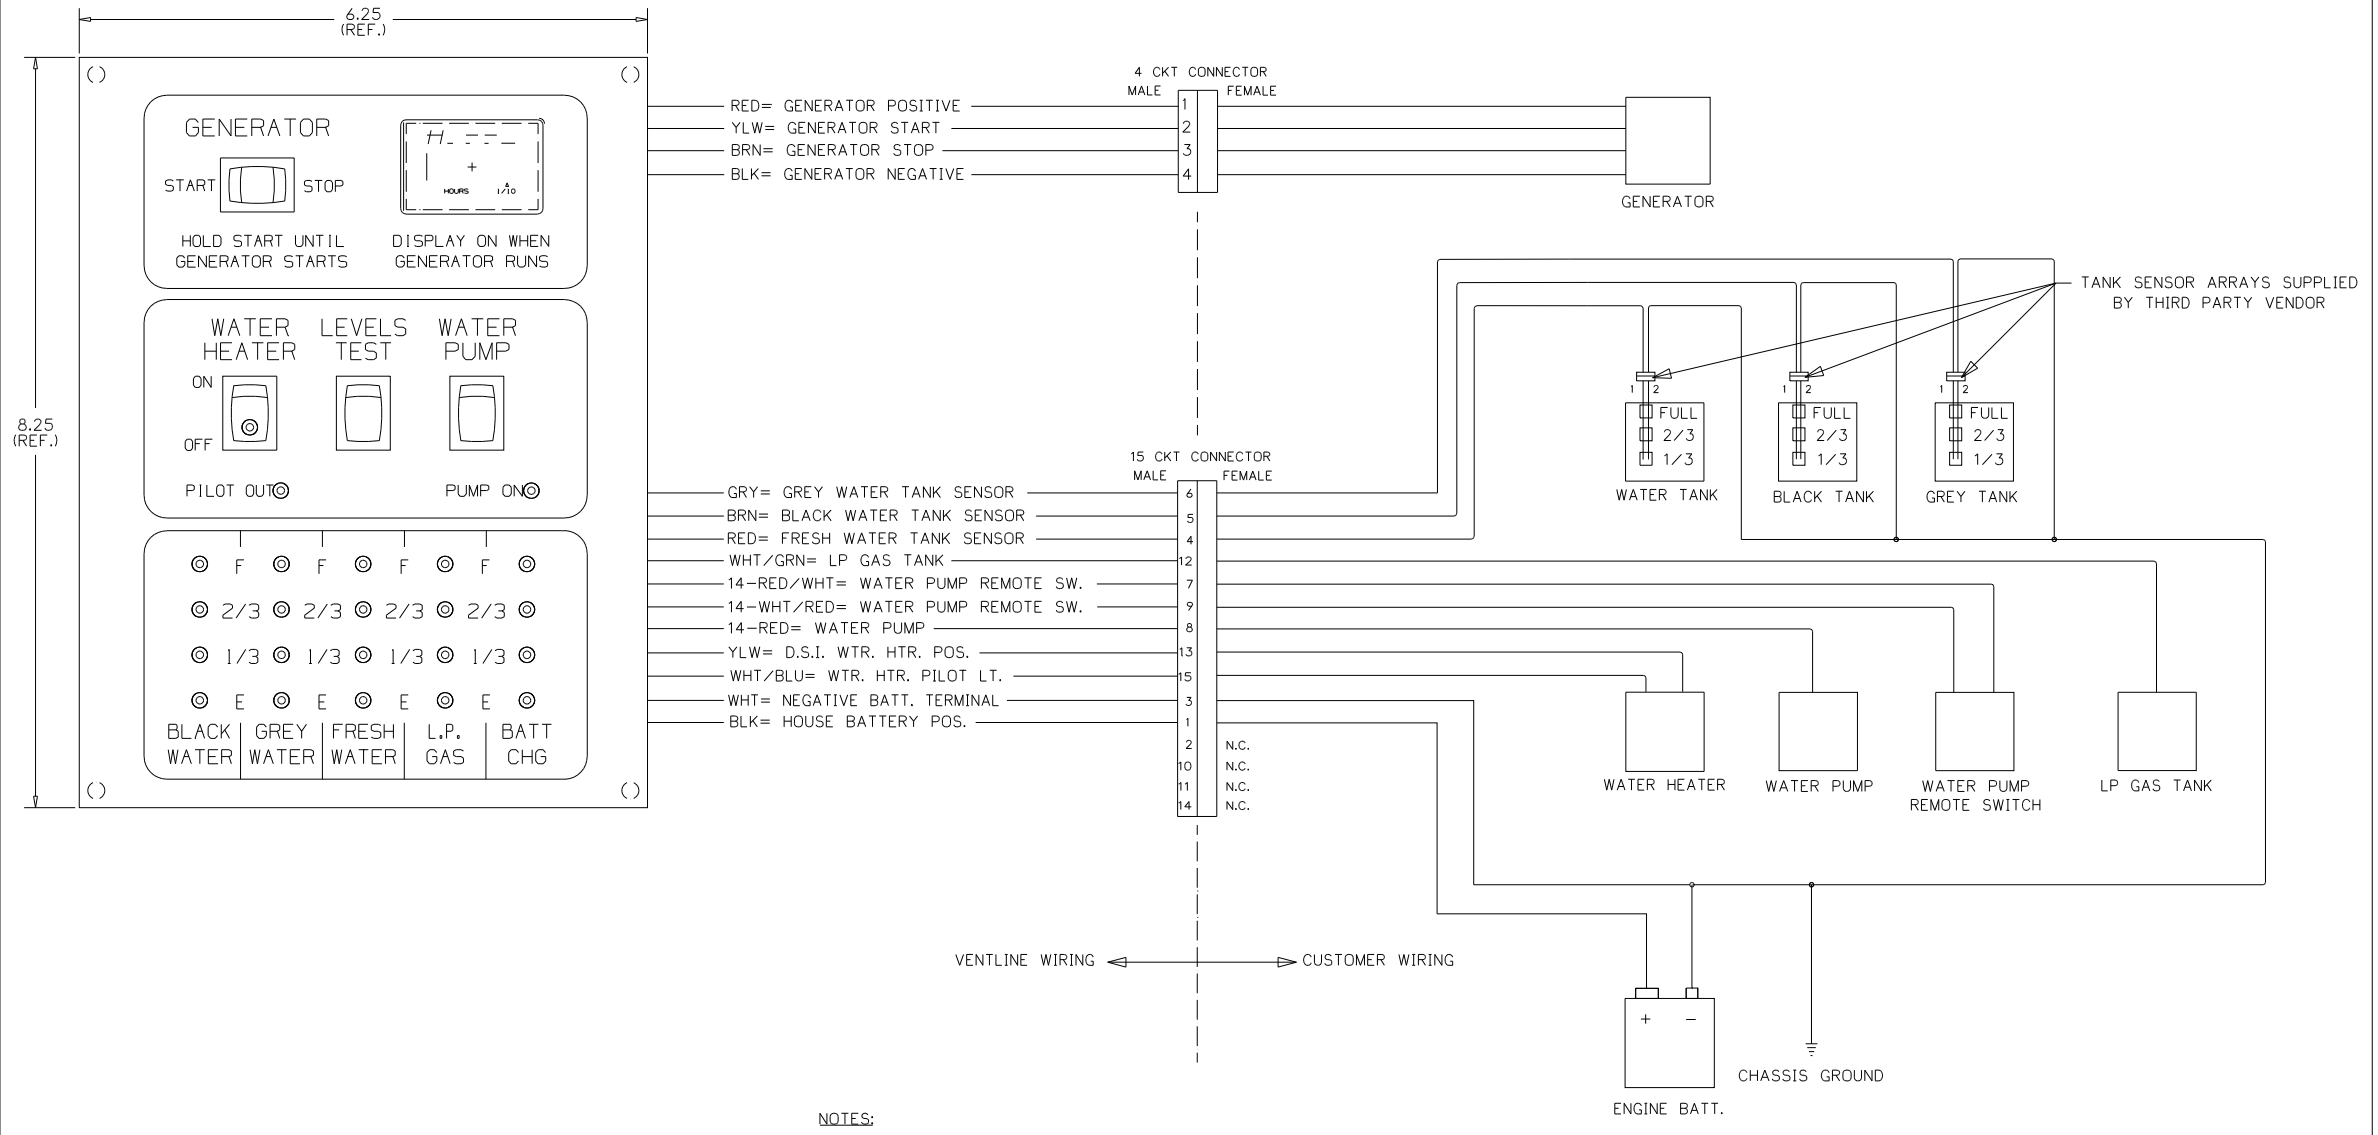 6.25
(REF.)
8.25
(REF.)
GENERATOR
START
STOP
HOURS
1/10
HOLD START UNTIL
GENERATOR STARTS
DISPLAY ON WHEN
GENERATOR RUNS
WATER
HEATER
LEVELS
TEST
WATER
PUMP
ON
OFF
PILOT OUT
PUMP ON
F F F F
2/3 2/3 2/3 2/3
1/3 1/3 1/3 1/3
E E E E
BLACK
WATER
GREY
WATER
FRESH
WATER
L.P.
GAS
BATT
CHG
RED= GENERATOR POSITIVE
YLW= GENERATOR START
BRN= GENERATOR STOP
BLK= GENERATOR NEGATIVE
4 CKT CONNECTOR
MALE
FEMALE
1
2
3
4
GENERATOR
GRY= GREY WATER TANK SENSOR
BRN= BLACK WATER TANK SENSOR
RED= FRESH WATER TANK SENSOR
WHT/GRN= LP GAS TANK
14-RED/WHT= WATER PUMP REMOTE SW.
14-WHT/RED= WATER PUMP REMOTE SW.
14-RED= WATER PUMP
YLW= D.S.I. WTR. HTR. POS.
WHT/BLU= WTR. HTR. PILOT LT.
WHT= NEGATIVE BATT. TERMINAL
BLK= HOUSE BATTERY POS.
15 CKT CONNECTOR
MALE
FEMALE
6
5
4
12
7
9
8
13
15
3
1
2 N.C.
10 N.C.
11 N.C.
14 N.C.
TANK SENSOR ARRAYS SUPPLIED
BY THIRD PARTY VENDOR
1 2
FULL
2/3
1/3
WATER TANK
1 2
FULL
2/3
1/3
BLACK TANK
1 2
FULL
2/3
1/3
GREY TANK
WATER HEATER
WATER PUMP
WATER PUMP
REMOTE SWITCH
LP GAS TANK
VENTLINE WIRING
CUSTOMER WIRING
+ −
ENGINE BATT.
CHASSIS GROUND
NOTES: